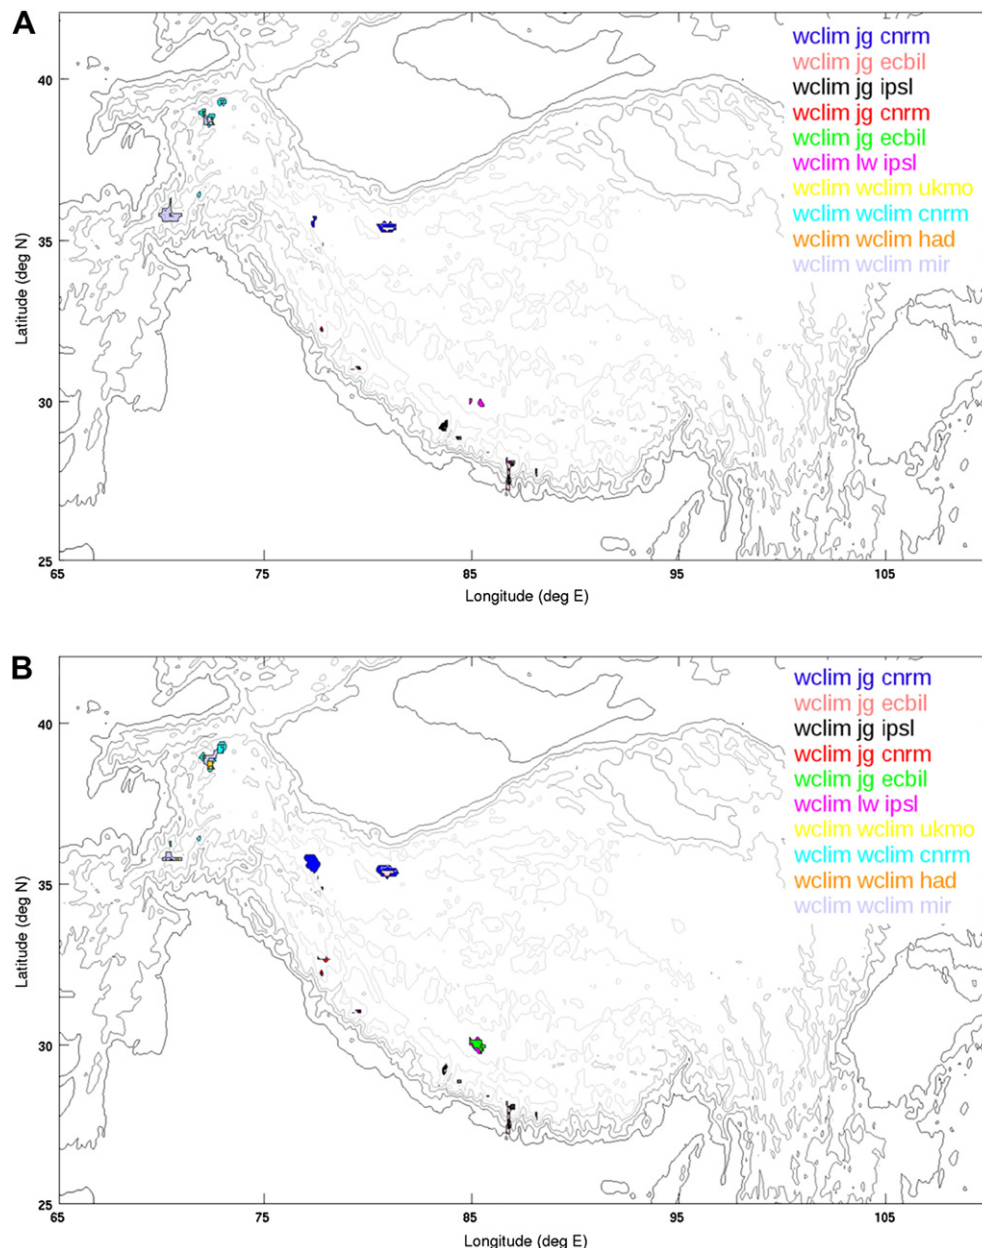 A
wclim jg cnrm
wclim jg ecbil
wclim jg ipsl
wclim jg cnrm
wclim jg ecbil
wclim lw ipsl
wclim wclim ukmo
wclim wclim cnrm
wclim wclim had
wclim wclim mir
40
35
30
25
Latitude (deg N)
65 75 85 95 105
Longitude (deg E)
B
wclim jg cnrm
wclim jg ecbil
wclim jg ipsl
wclim jg cnrm
wclim jg ecbil
wclim lw ipsl
wclim wclim ukmo
wclim wclim cnrm
wclim wclim had
wclim wclim mir
40
35
30
25
Latitude (deg N)
65 75 85 95 105
Longitude (deg E)